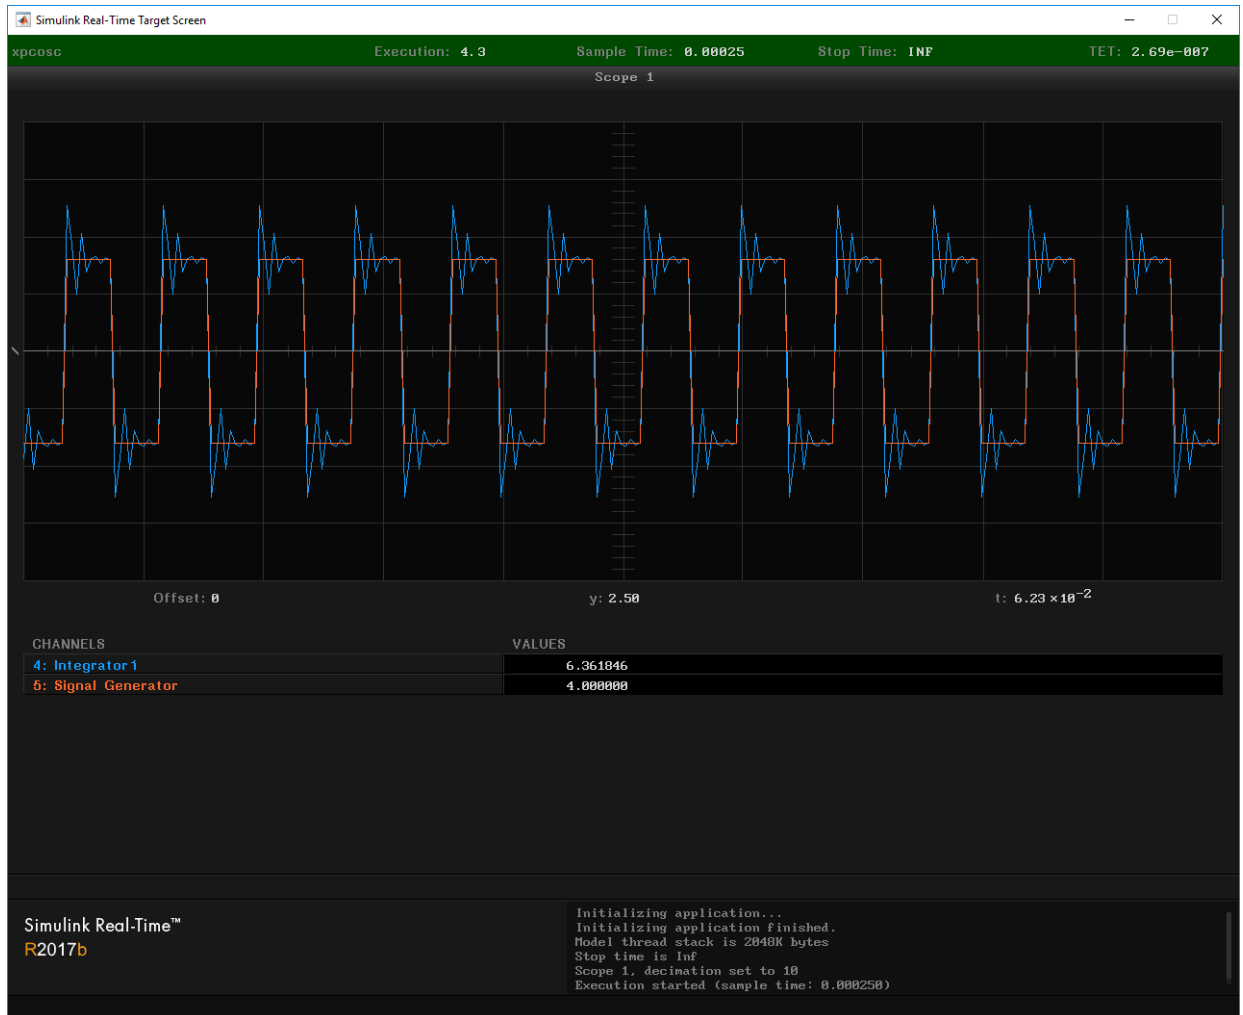 Simulink Real-Time Target Screen
xpcosc Execution: 4.3 Sample Time: 0.00025 Stop Time: INF TET: 2.69e-007
Scope 1
Offset: 0 y: 2.50 t: 6.23 ×10⁻²
CHANNELS VALUES
4: Integrator1 6.361846
5: Signal Generator 4.000000
Simulink Real-Time™
R2017b
Initializing application...
Initializing application finished.
Model thread stack is 2048K bytes
Stop time is Inf
Scope 1, decimation set to 10
Execution started (sample time: 0.000250)